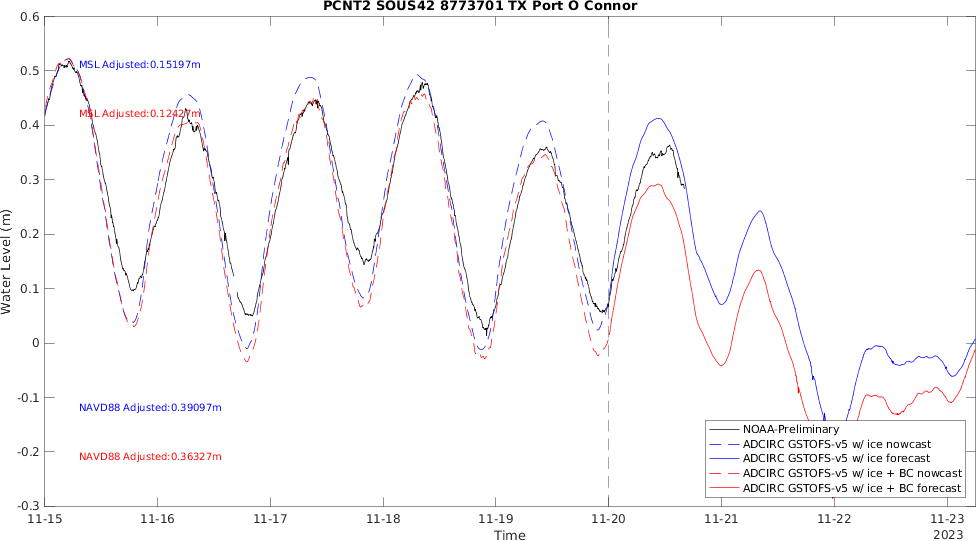 PCNT2 SOUS42 8773701 TX Port O Connor
0.6
0.5
0.4
0.3
0.2
0.1
0
-0.1
-0.2
-0.3
Water Level (m)
MSL Adjusted:0.15197m
MSL Adjusted:0.12427m
NAVD88 Adjusted:0.39097m
NAVD88 Adjusted:0.36327m
NOAA-Preliminary
ADCIRC GSTOFS-v5 w/ ice nowcast
ADCIRC GSTOFS-v5 w/ ice forecast
ADCIRC GSTOFS-v5 w/ ice + BC nowcast
ADCIRC GSTOFS-v5 w/ ice + BC forecast
11-15 11-16 11-17 11-18 11-19 11-20 11-21 11-22 11-23
Time
2023